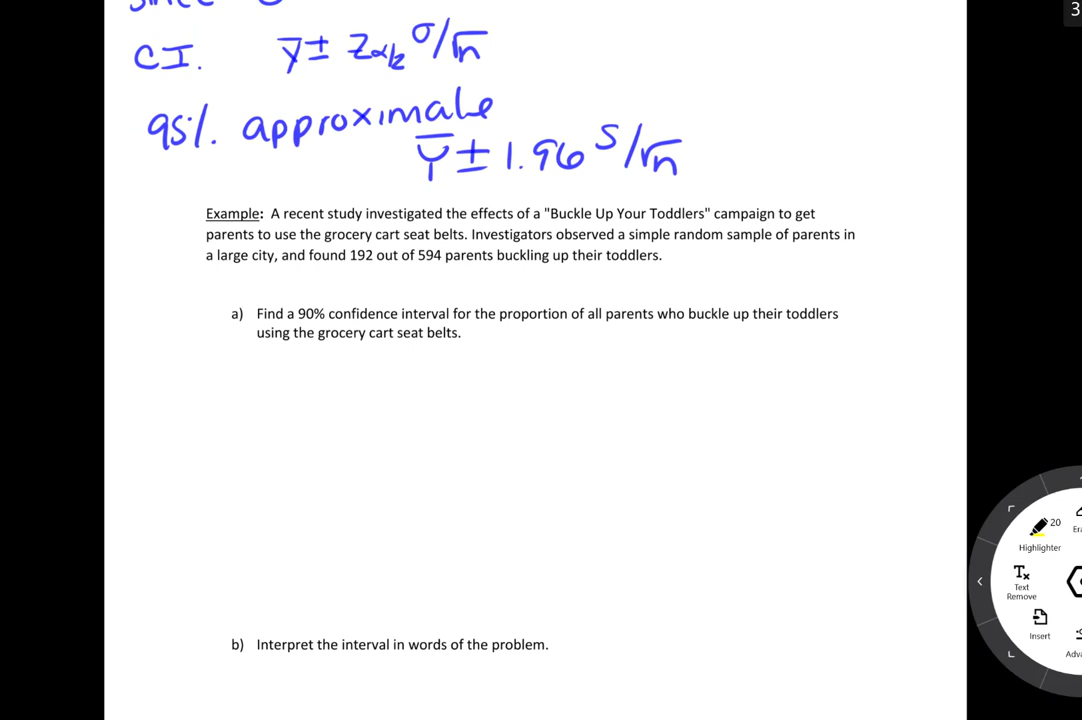 since
3
CI. ȳ ± Zα/2 σ/√n
95% approximate
Ȳ ± 1.96 S/√n
Example: A recent study investigated the effects of a "Buckle Up Your Toddlers" campaign to get
parents to use the grocery cart seat belts. Investigators observed a simple random sample of parents in
a large city, and found 192 out of 594 parents buckling up their toddlers.
a) Find a 90% confidence interval for the proportion of all parents who buckle up their toddlers
using the grocery cart seat belts.
20
Highlighter
Text
Remove
Insert
b) Interpret the interval in words of the problem.